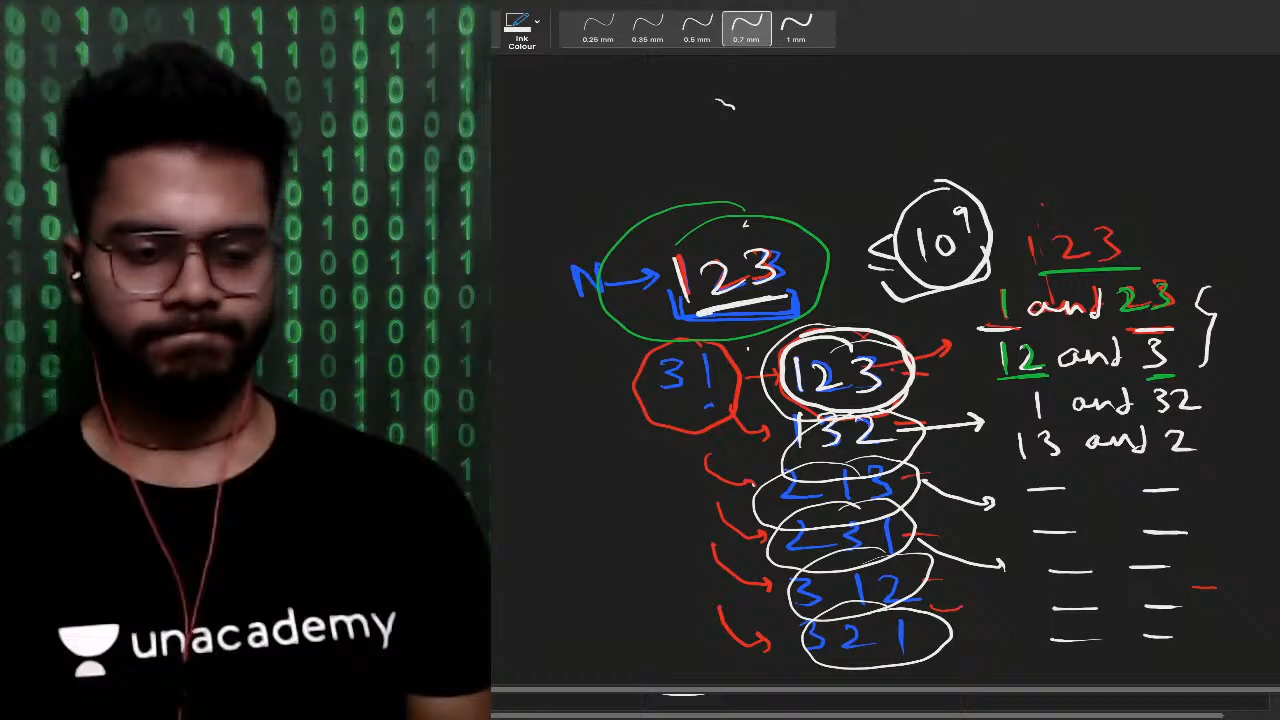 0.25 mm
0.35 mm
0.5 mm
0.7 mm
1 mm
Ink
Colour
N → 123
10^9
123
1 and 23
12 and 3
1 and 32
13 and 2
3!
123
132
213
231
312
321
unacademy